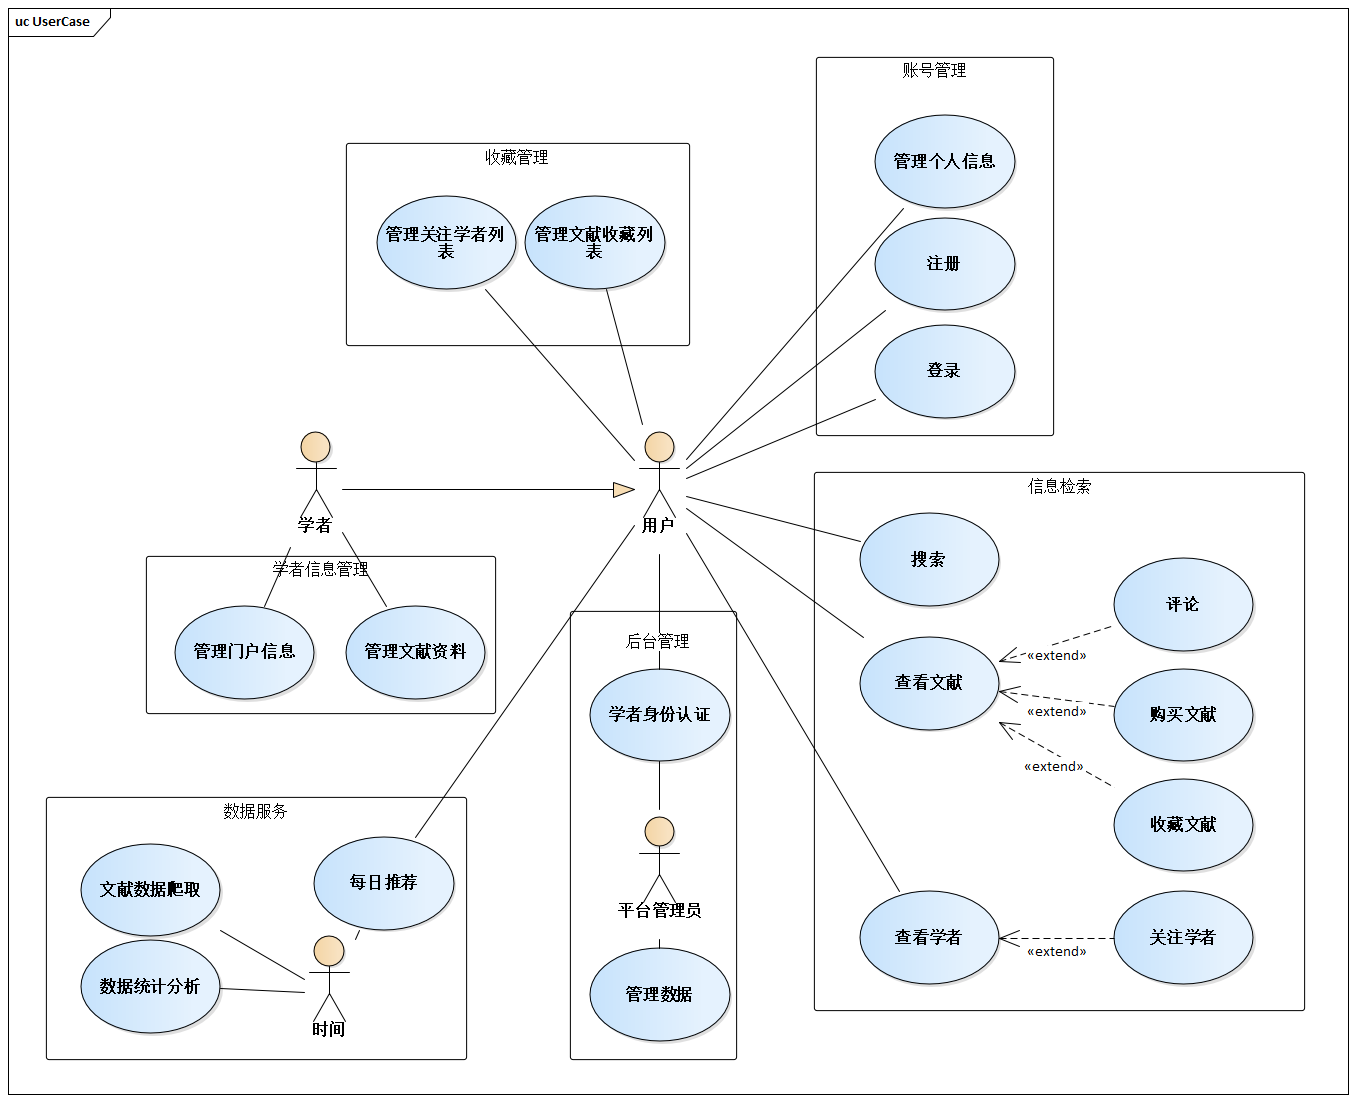 uc UserCase
账号管理
管理个人信息
注册
登录
收藏管理
管理关注学者列
表
管理文献收藏列
表
学者
用户
学者信息管理
管理门户信息
管理文献资料
信息检索
搜索
查看文献
评论
«extend»
购买文献
«extend»
收藏文献
«extend»
查看学者
关注学者
«extend»
后台管理
学者身份认证
平台管理员
管理数据
数据服务
文献数据爬取
每日推荐
数据统计分析
时间